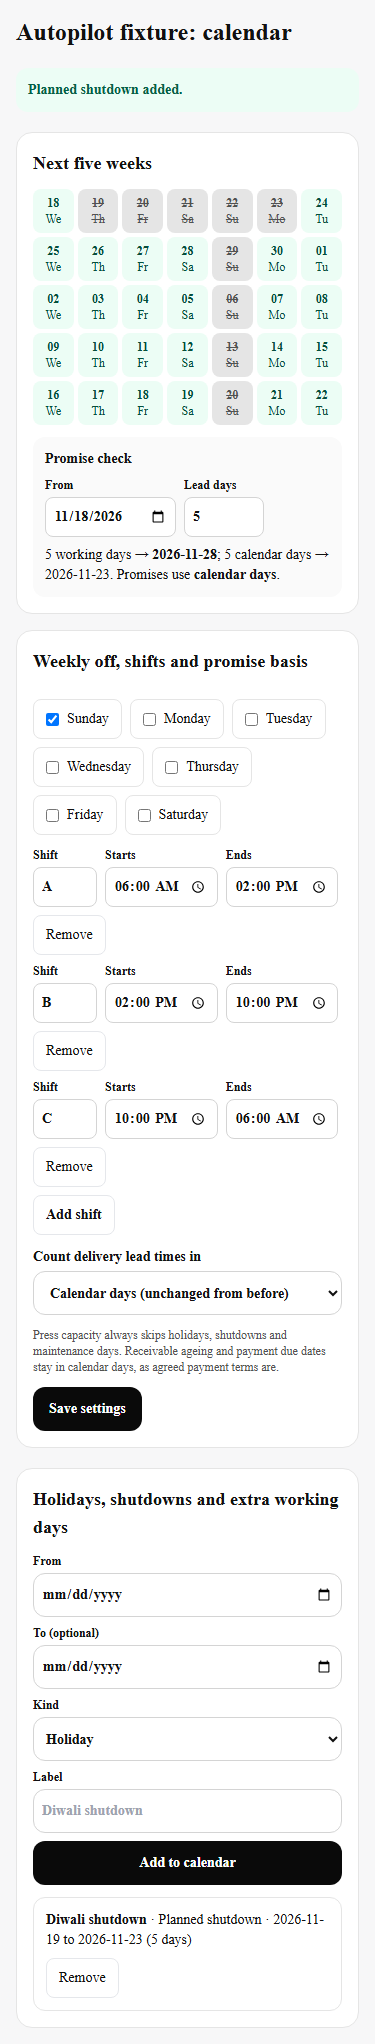 Autopilot fixture: calendar
Planned shutdown added.
Next five weeks
18 19 20 21 22 23 24
We Th Fr Sa Su Mo Tu
25 26 27 28 29 30 01
We Th Fr Sa Su Mo Tu
02 03 04 05 06 07 08
We Th Fr Sa Su Mo Tu
09 10 11 12 13 14 15
We Th Fr Sa Su Mo Tu
16 17 18 19 20 21 22
We Th Fr Sa Su Mo Tu
Promise check
From Lead days
11/18/2026 5
5 working days → 2026-11-28; 5 calendar days →
2026-11-23. Promises use calendar days.
Weekly off, shifts and promise basis
Sunday Monday Tuesday
Wednesday Thursday
Friday Saturday
Shift Starts Ends
A 06:00 AM 02:00 PM
Remove
Shift Starts Ends
B 02:00 PM 10:00 PM
Remove
Shift Starts Ends
C 10:00 PM 06:00 AM
Remove
Add shift
Count delivery lead times in
Calendar days (unchanged from before)
Press capacity always skips holidays, shutdowns and
maintenance days. Receivable ageing and payment due dates
stay in calendar days, as agreed payment terms are.
Save settings
Holidays, shutdowns and extra working
days
From
mm/dd/yyyy
To (optional)
mm/dd/yyyy
Kind
Holiday
Label
Diwali shutdown
Add to calendar
Diwali shutdown · Planned shutdown · 2026-11-
19 to 2026-11-23 (5 days)
Remove